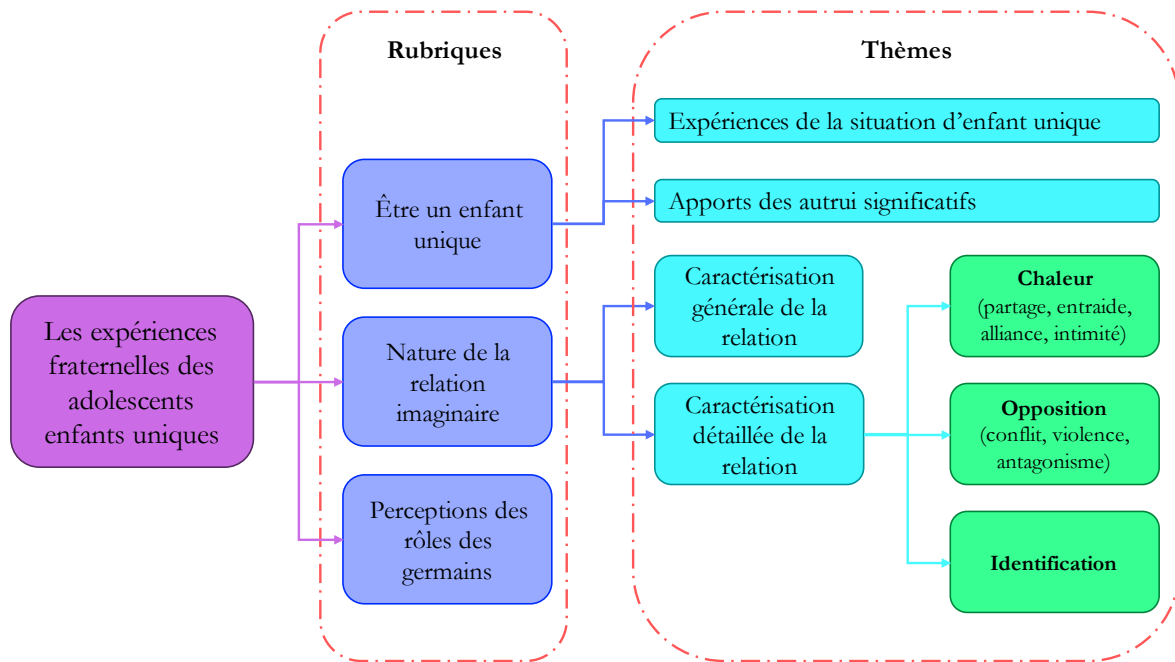 Rubriques
Thèmes
Les expériences
fraternelles des
adolescents
enfants uniques
Être un enfant
unique
Nature de la
relation
imaginaire
Perceptions des
rôles des
germains
Expériences de la situation d’enfant unique
Apports des autrui significatifs
Caractérisation
générale de la
relation
Caractérisation
détaillée de la
relation
Chaleur
(partage, entraide,
alliance, intimité)
Opposition
(conflit, violence,
antagonisme)
Identification